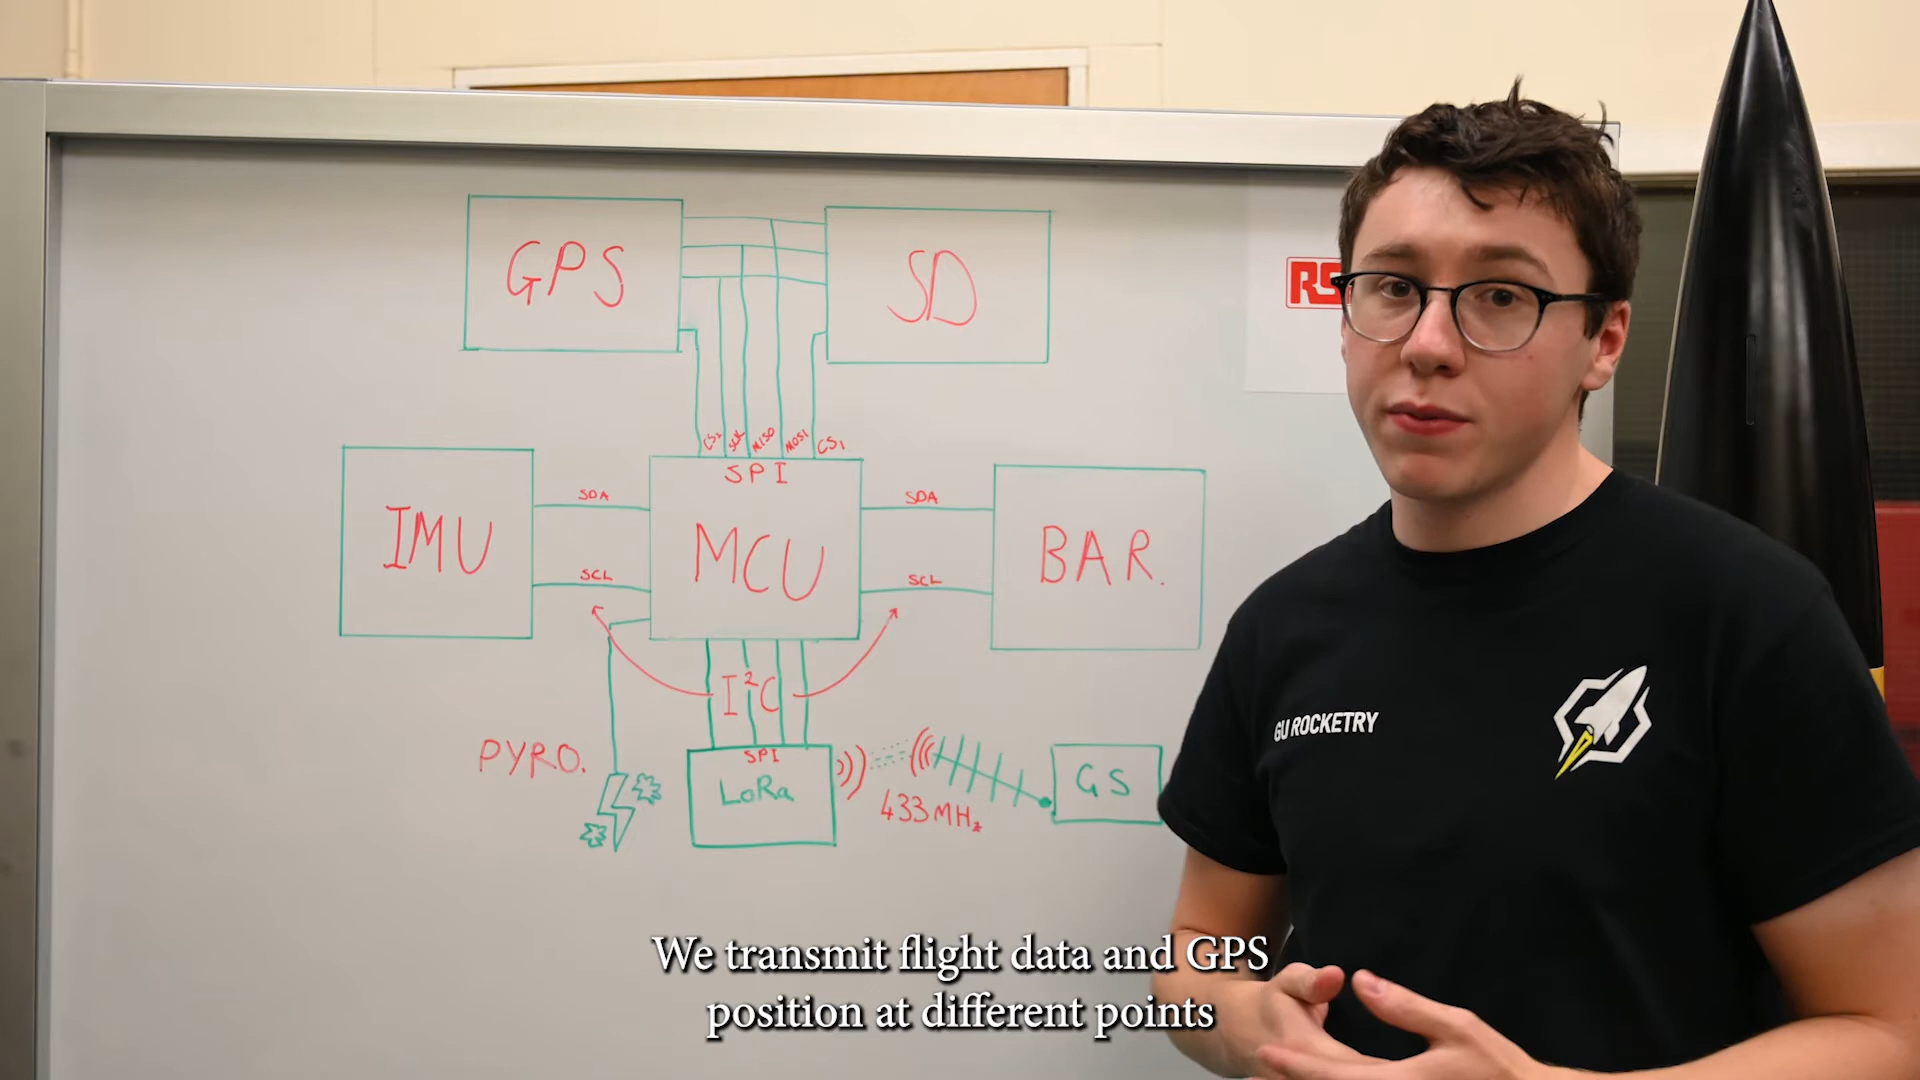 GPS
SD
RS
CS2 SCK MISO MOSI CS1
SPI
SDA
SDA
IMU
MCU
BAR.
SCL
SCL
I²C
PYRO.
SPI
LoRa
433MHz
GS
GU ROCKETRY
We transmit flight data and GPS
position at different points